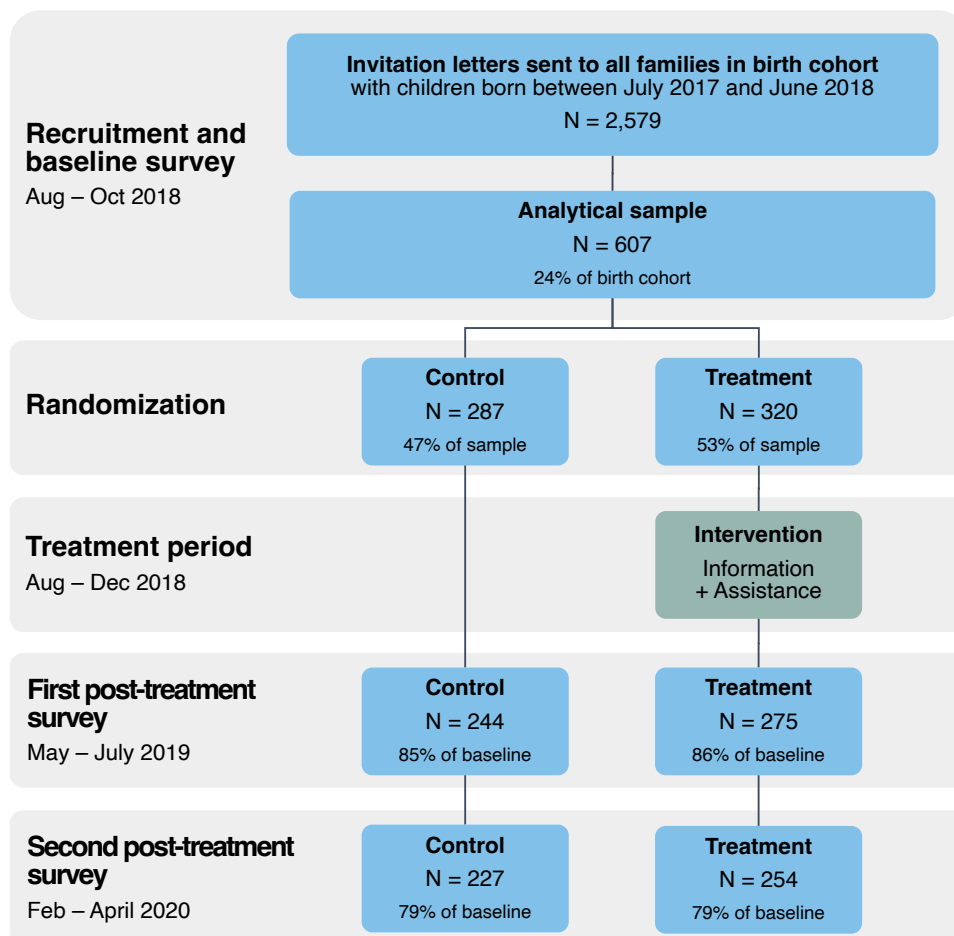 Recruitment and
baseline survey
Aug – Oct 2018
Invitation letters sent to all families in birth cohort
with children born between July 2017 and June 2018
N = 2,579
Analytical sample
N = 607
24% of birth cohort
Randomization
Control
N = 287
47% of sample
Treatment
N = 320
53% of sample
Treatment period
Aug – Dec 2018
Intervention
Information
+ Assistance
First post-treatment
survey
May – July 2019
Control
N = 244
85% of baseline
Treatment
N = 275
86% of baseline
Second post-treatment
survey
Feb – April 2020
Control
N = 227
79% of baseline
Treatment
N = 254
79% of baseline